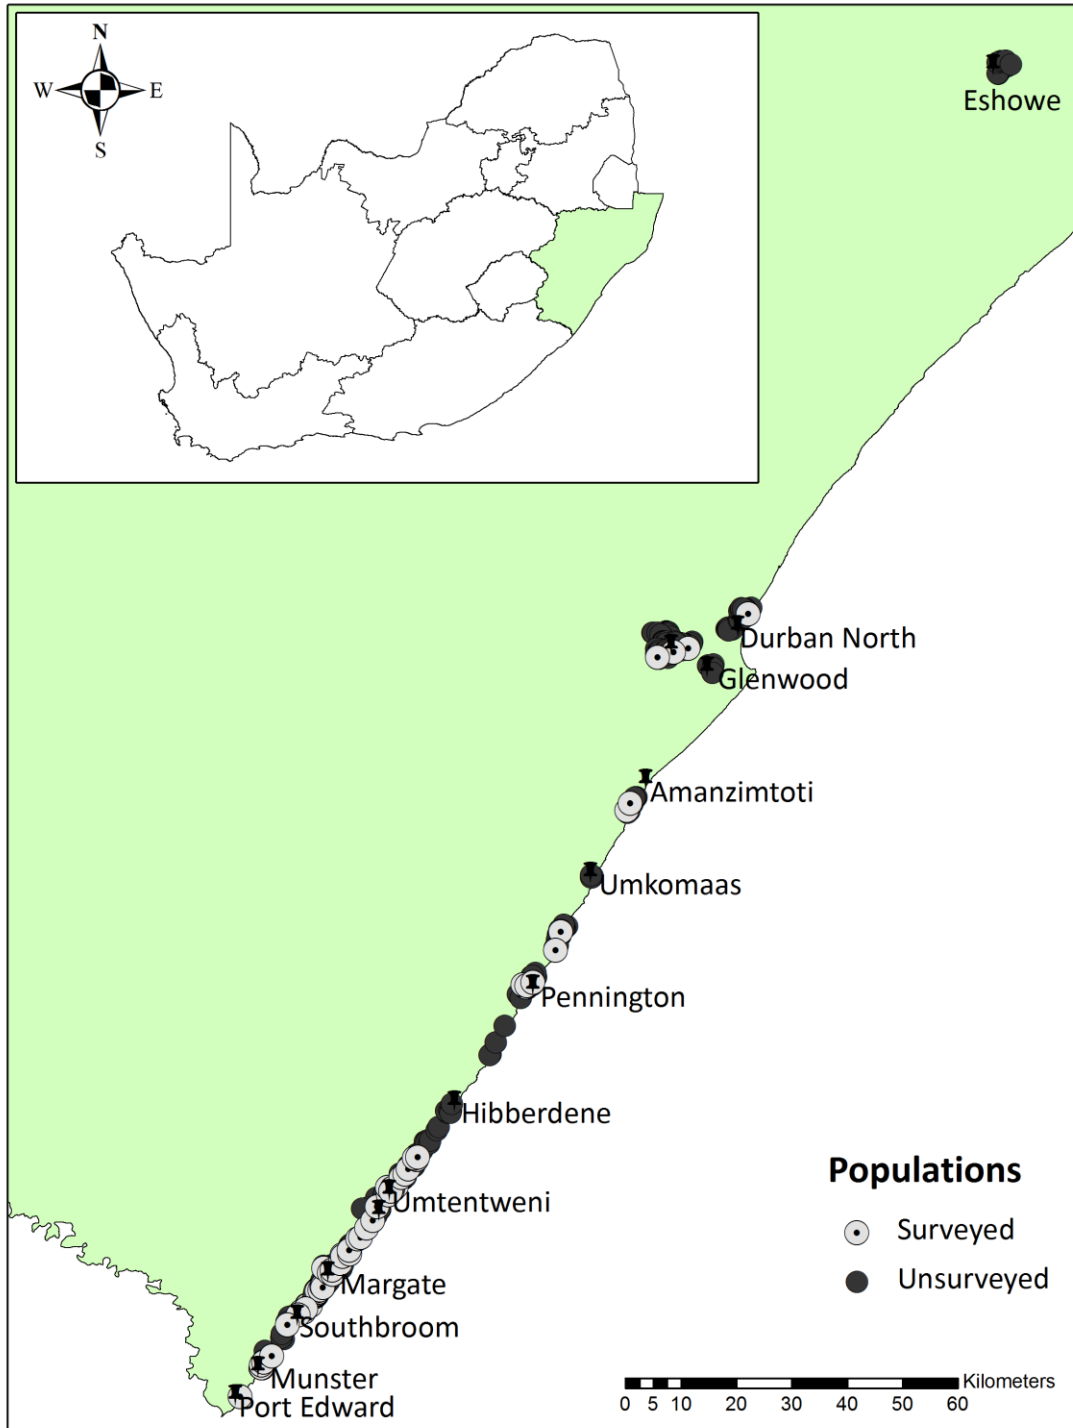 N
W E
S
Eshowe
Durban North
Glenwood
Amanzimtoti
Umkomaas
Pennington
Hibberdene
Umtentweni
Margate
Southbroom
Munster
Port Edward
Populations
Surveyed
Unsurveyed
Kilometers
0 5 10 20 30 40 50 60